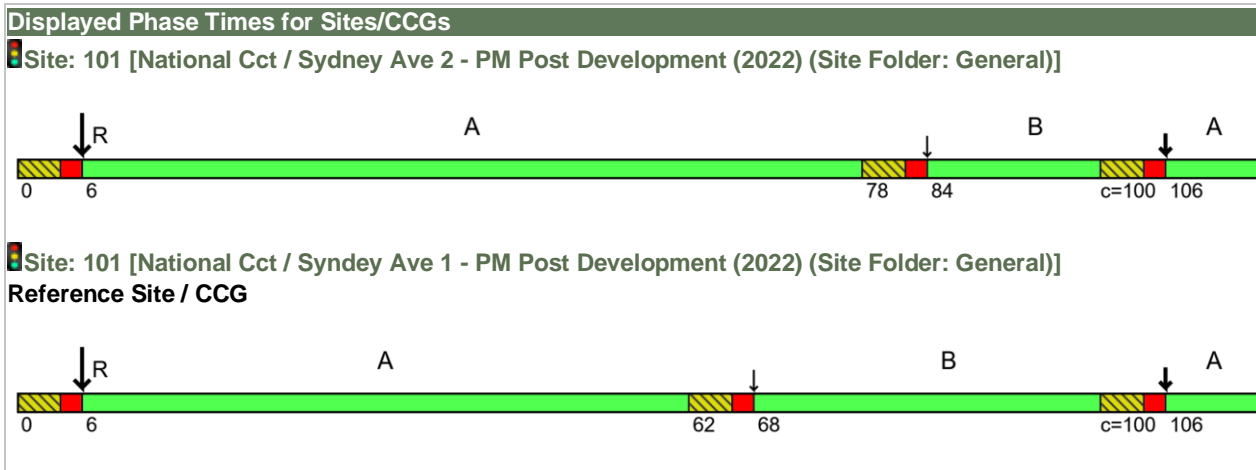 Displayed Phase Times for Sites/CCGs
Site: 101 [National Cct / Sydney Ave 2 - PM Post Development (2022) (Site Folder: General)]
R A B A
0 6 78 84 c=100 106
Site: 101 [National Cct / Syndey Ave 1 - PM Post Development (2022) (Site Folder: General)]
Reference Site / CCG
R A B A
0 6 62 68 c=100 106